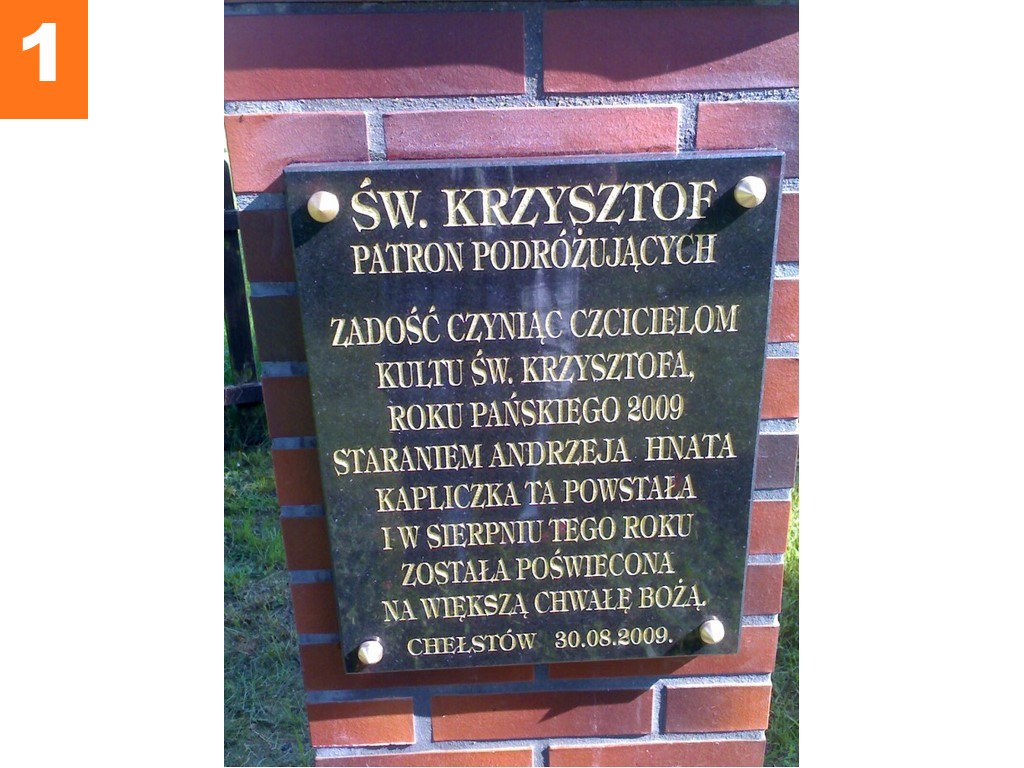 1
ŚW. KRZYSZTOF
PATRON PODRÓŻUJĄCYCH
ZADOŚĆ CZYNIĄC CZCICIELOM
KULTU ŚW. KRZYSZTOFA,
ROKU PAŃSKIEGO 2009
STARANIEM ANDRZEJA HNATA
KAPLICZKA TA POWSTAŁA
I W SIERPNIU TEGO ROKU
ZOSTAŁA POŚWIĘCONA
NA WIĘKSZĄ CHWAŁĘ BOŻĄ.
CHEŁSTÓW 30.08.2009.